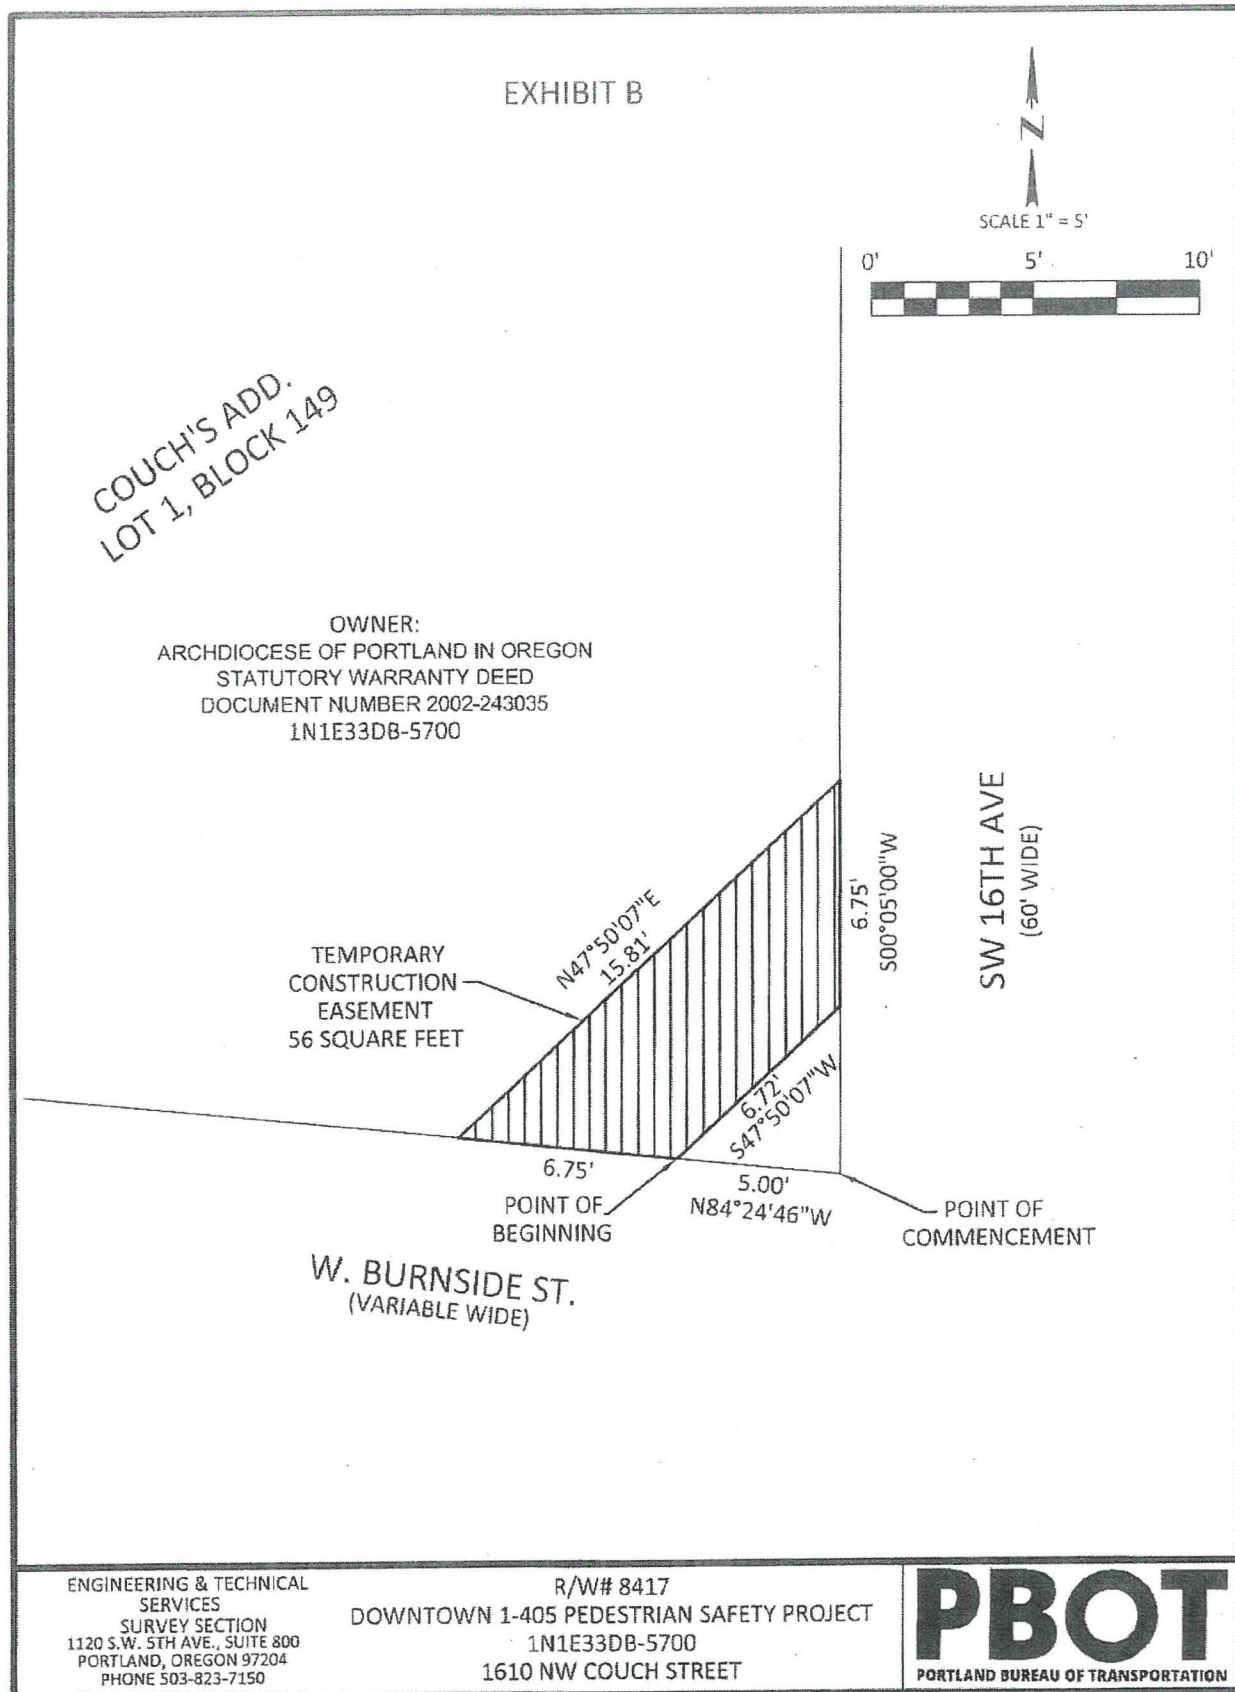 EXHIBIT B
N
SCALE 1" = 5'
0' 5' 10'
COUCH'S ADD.
LOT 1, BLOCK 149
OWNER:
ARCHDIOCESE OF PORTLAND IN OREGON
STATUTORY WARRANTY DEED
DOCUMENT NUMBER 2002-243035
1N1E33DB-5700
SW 16TH AVE
(60' WIDE)
6.75'
S00°05'00"W
N47°50'07"E
15.81'
TEMPORARY
CONSTRUCTION
EASEMENT
56 SQUARE FEET
6.72'
S47°50'07"W
6.75'
5.00'
N84°24'46"W
POINT OF
BEGINNING
POINT OF
COMMENCEMENT
W. BURNSIDE ST.
(VARIABLE WIDE)
ENGINEERING & TECHNICAL
SERVICES
SURVEY SECTION
1120 S.W. 5TH AVE., SUITE 800
PORTLAND, OREGON 97204
PHONE 503-823-7150
R/W# 8417
DOWNTOWN 1-405 PEDESTRIAN SAFETY PROJECT
1N1E33DB-5700
1610 NW COUCH STREET
PBOT
PORTLAND BUREAU OF TRANSPORTATION